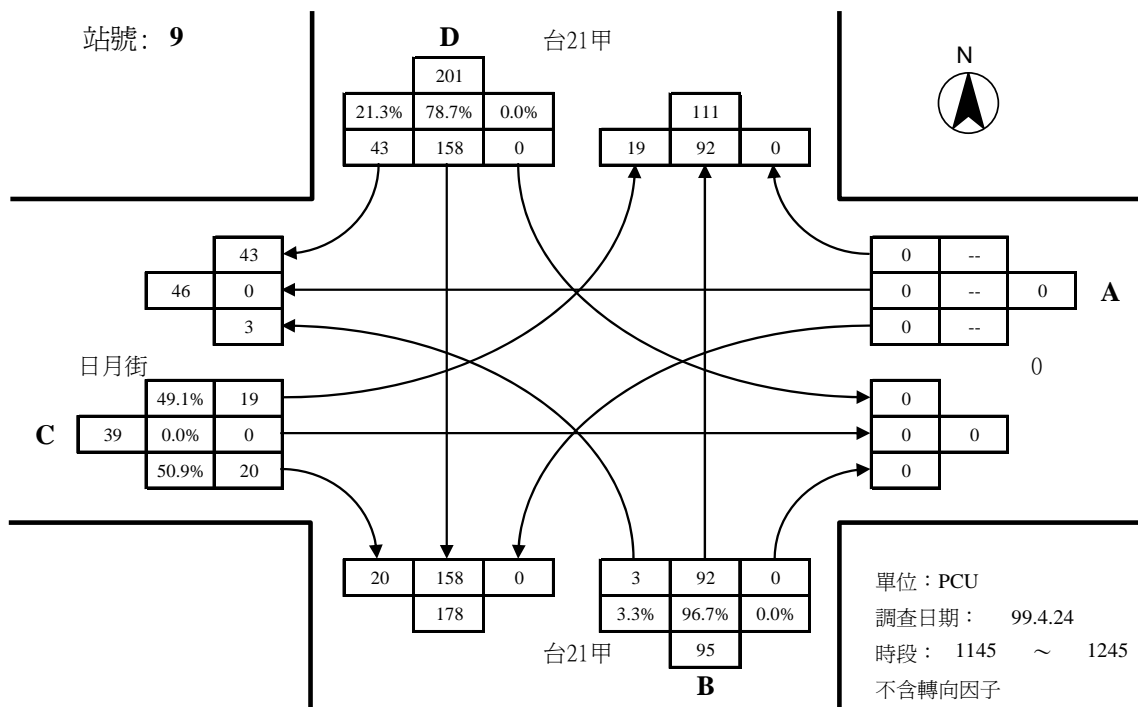 站號: 9
D
台21甲
N
201
21.3% 78.7% 0.0%
43 158 0
111
19 92 0
43
46 0
3
0 --
0 -- 0
0 --
A
日月街
0
49.1% 19
C 39 0.0% 0
50.9% 20
0
0 0
0
20 158 0
178
3 92 0
3.3% 96.7% 0.0%
95
台21甲
B
單位：PCU
調查日期： 99.4.24
時段： 1145 ～ 1245
不含轉向因子